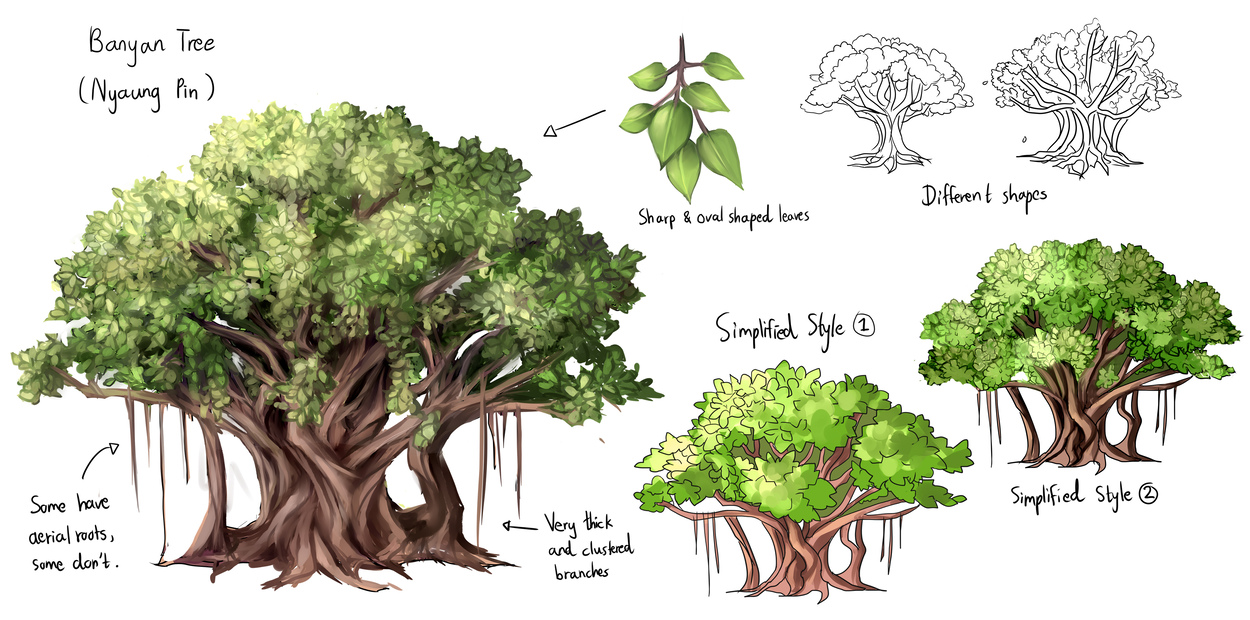 Banyan Tree
(Nyaung Pin)
Sharp & oval shaped leaves
Different shapes
Simplified Style ①
Simplified Style ②
Some have
aerial roots,
some don't.
Very thick
and clustered
branches